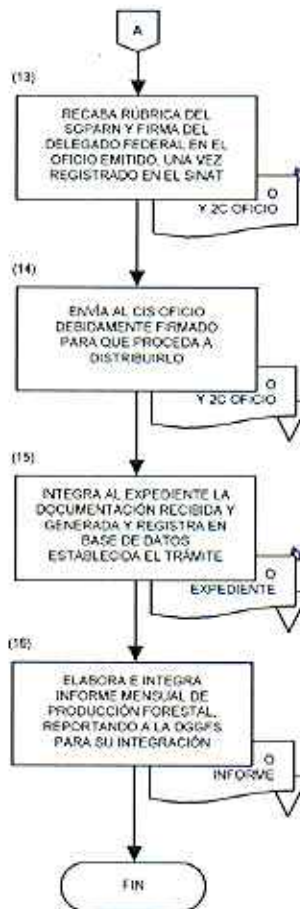 A
(13)
RECABA RÚBRICA DEL
SGPARN Y FIRMA DEL
DELEGADO FEDERAL EN EL
OFICIO EMITIDO, UNA VEZ
REGISTRADO EN EL SINAT
O
Y 2C OFICIO
(14)
ENVÍA AL CIS OFICIO
DEBIDAMENTE FIRMADO
PARA QUE PROCEDA A
DISTRIBUIRLO
O
Y 2C OFICIO
(15)
INTEGRA AL EXPEDIENTE LA
DOCUMENTACIÓN RECIBIDA Y
GENERADA Y REGISTRA EN
BASE DE DATOS
ESTABLECIDA EL TRÁMITE
O
EXPEDIENTE
(16)
ELABORA E INTEGRA
INFORME MENSUAL DE
PRODUCCIÓN FORESTAL,
REPORTANDO A LA DGGFS
PARA SU INTEGRACIÓN
O
INFORME
FIN